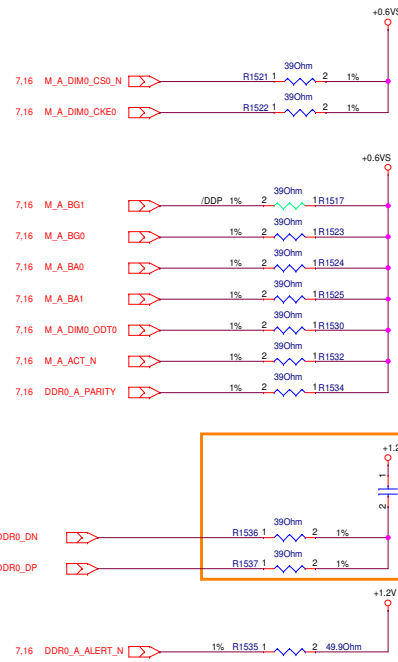 +0.6VS
39Ohm
7,16 M_A_DIM0_CS0_N R1521 1 2 1%
39Ohm
7,16 M_A_DIM0_CKE0 R1522 1 2 1%
+0.6VS
39Ohm
7,16 M_A_BG1 /DDP 1% 2 1 R1517
39Ohm
7,16 M_A_BG0 1% 2 1 R1523
39Ohm
7,16 M_A_BA0 1% 2 1 R1524
39Ohm
7,16 M_A_BA1 1% 2 1 R1525
39Ohm
7,16 M_A_DIM0_ODT0 1% 2 1 R1530
39Ohm
7,16 M_A_ACT_N 1% 2 1 R1532
39Ohm
7,16 DDR0_A_PARITY 1% 2 1 R1534
+1.2
1
2
39Ohm
DDR0_DN R1536 1 2 1%
39Ohm
DDR0_DP R1537 1 2 1%
+1.2V
7,16 DDR0_A_ALERT_N 1% R1535 1 2 49.9Ohm